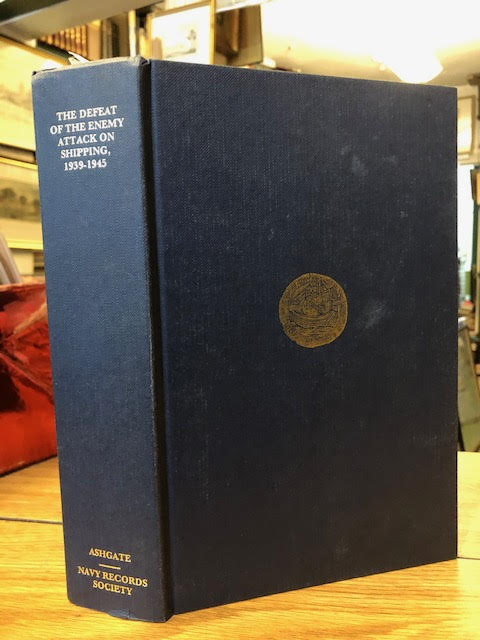 THE DEFEAT
OF THE ENEMY
ATTACK ON
SHIPPING,
1939-1945
ASHGATE
NAVY RECORDS
SOCIETY